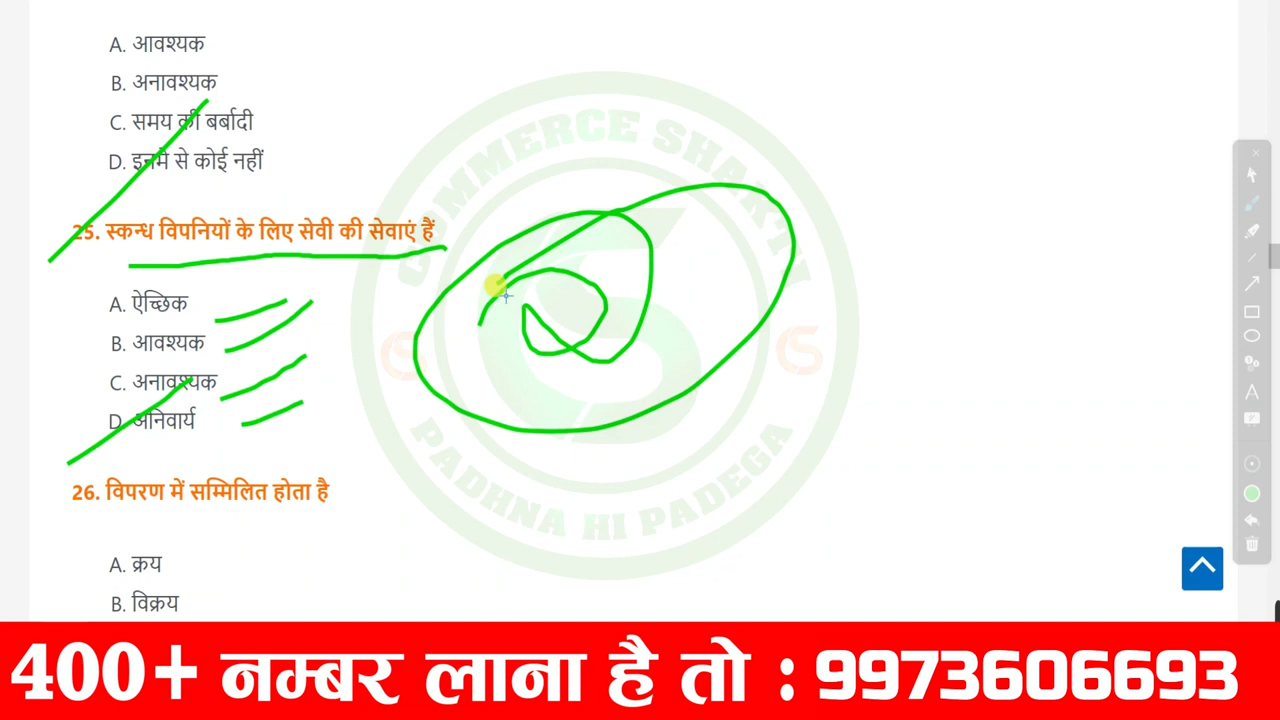 A. आवश्यक
B. अनावश्यक
C. समय की बर्बादी
D. इनमें से कोई नहीं
25. स्कन्ध विपनियों के लिए सेवी की सेवाएं हैं
A. ऐच्छिक
B. आवश्यक
C. अनावश्यक
D. अनिवार्य
26. विपरण में सम्मिलित होता है
A. क्रय
B. विक्रय
COMMERCE SHAKTY
PADHNA HI PADEGA
400+ नम्बर लाना है तो : 9973606693